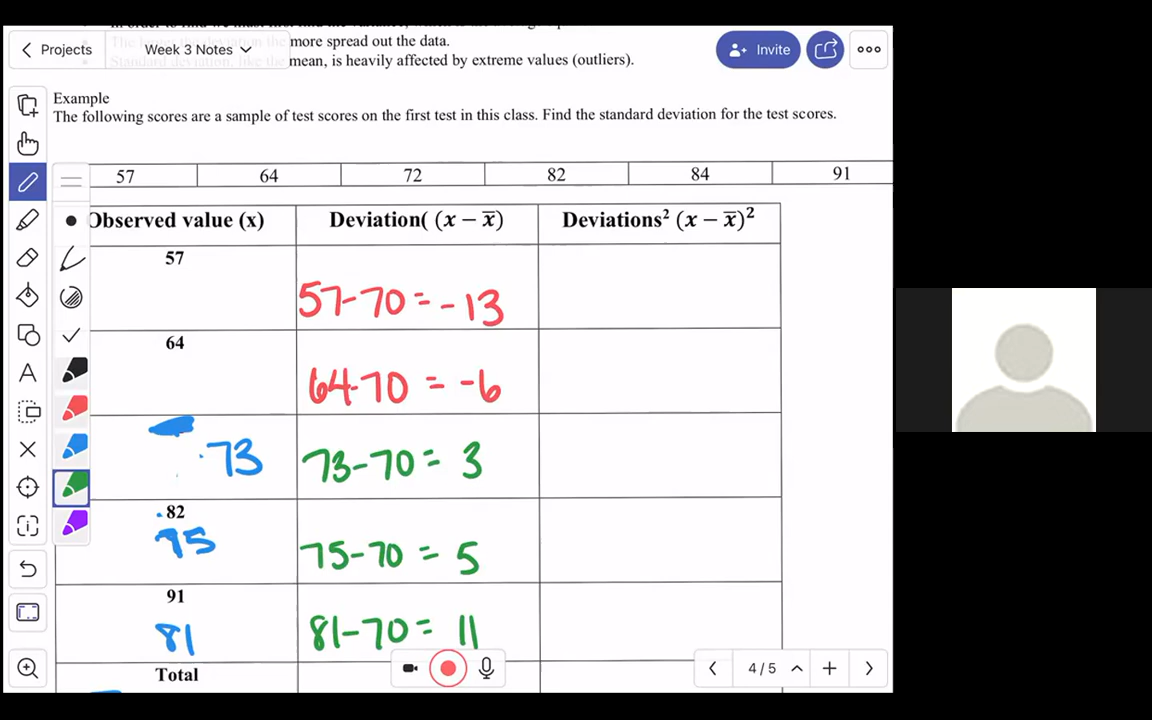 Projects
Week 3 Notes
Invite
more spread out the data.
Standard deviation, like the mean, is heavily affected by extreme values (outliers).
Example
The following scores are a sample of test scores on the first test in this class. Find the standard deviation for the test scores.
57 64 72 82 84 91
Observed value (x) Deviation( (x − x̅) Deviations² (x − x̅)²
57
57-70 = -13
64
64-70 = -6
73 73-70 = 3
82
75 75-70 = 5
91
81 81-70 = 11
Total
4/5